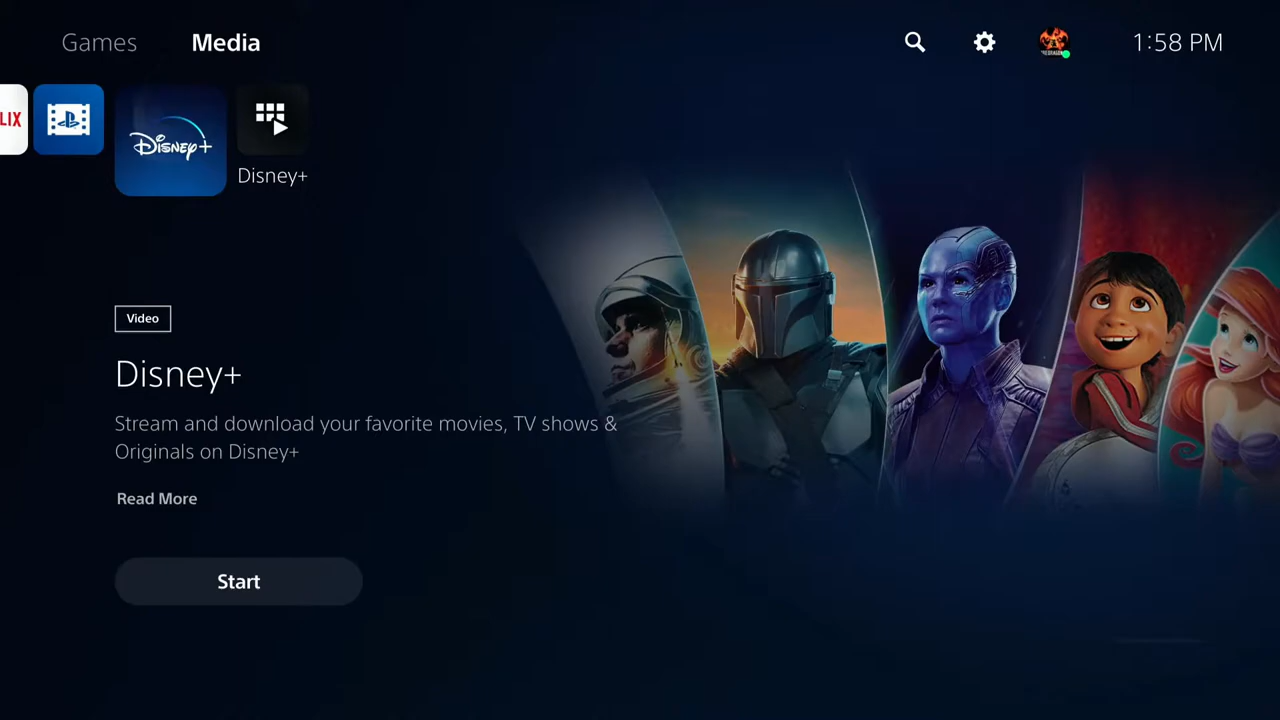 Games
Media
1:58 PM
LIX
Disney+
Disney+
Video
Disney+
Stream and download your favorite movies, TV shows &
Originals on Disney+
Read More
Start